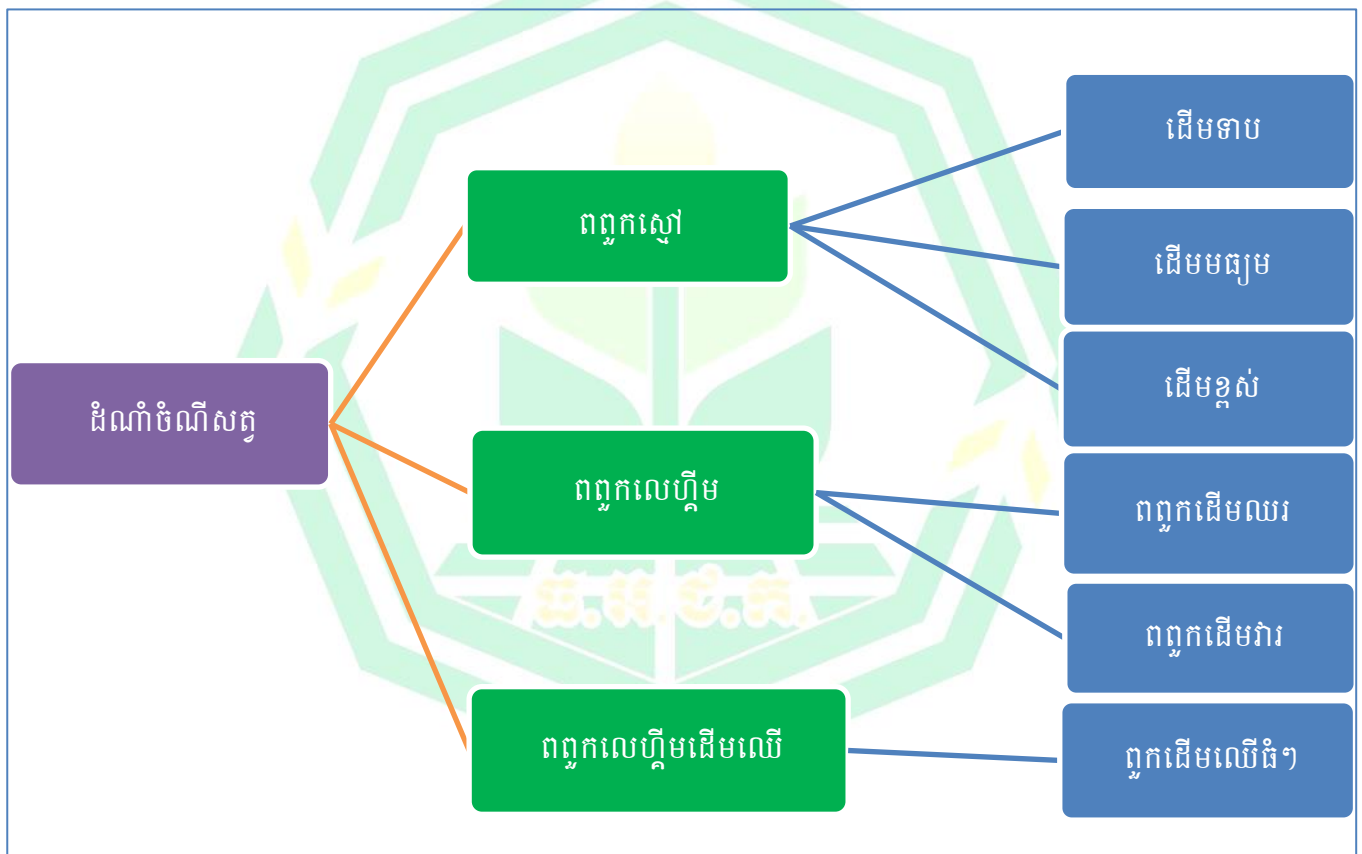 ដំណាំចំណីសត្វ
ពពួកស្មៅ
ដើមទាប
ដើមមធ្យម
ដើមខ្ពស់
ពពួកលេហ្គីម
ពពួកដើមឈរ
ពពួកដើមវារ
ពពួកលេហ្គីមដើមឈើ
ពួកដើមឈើធំៗ